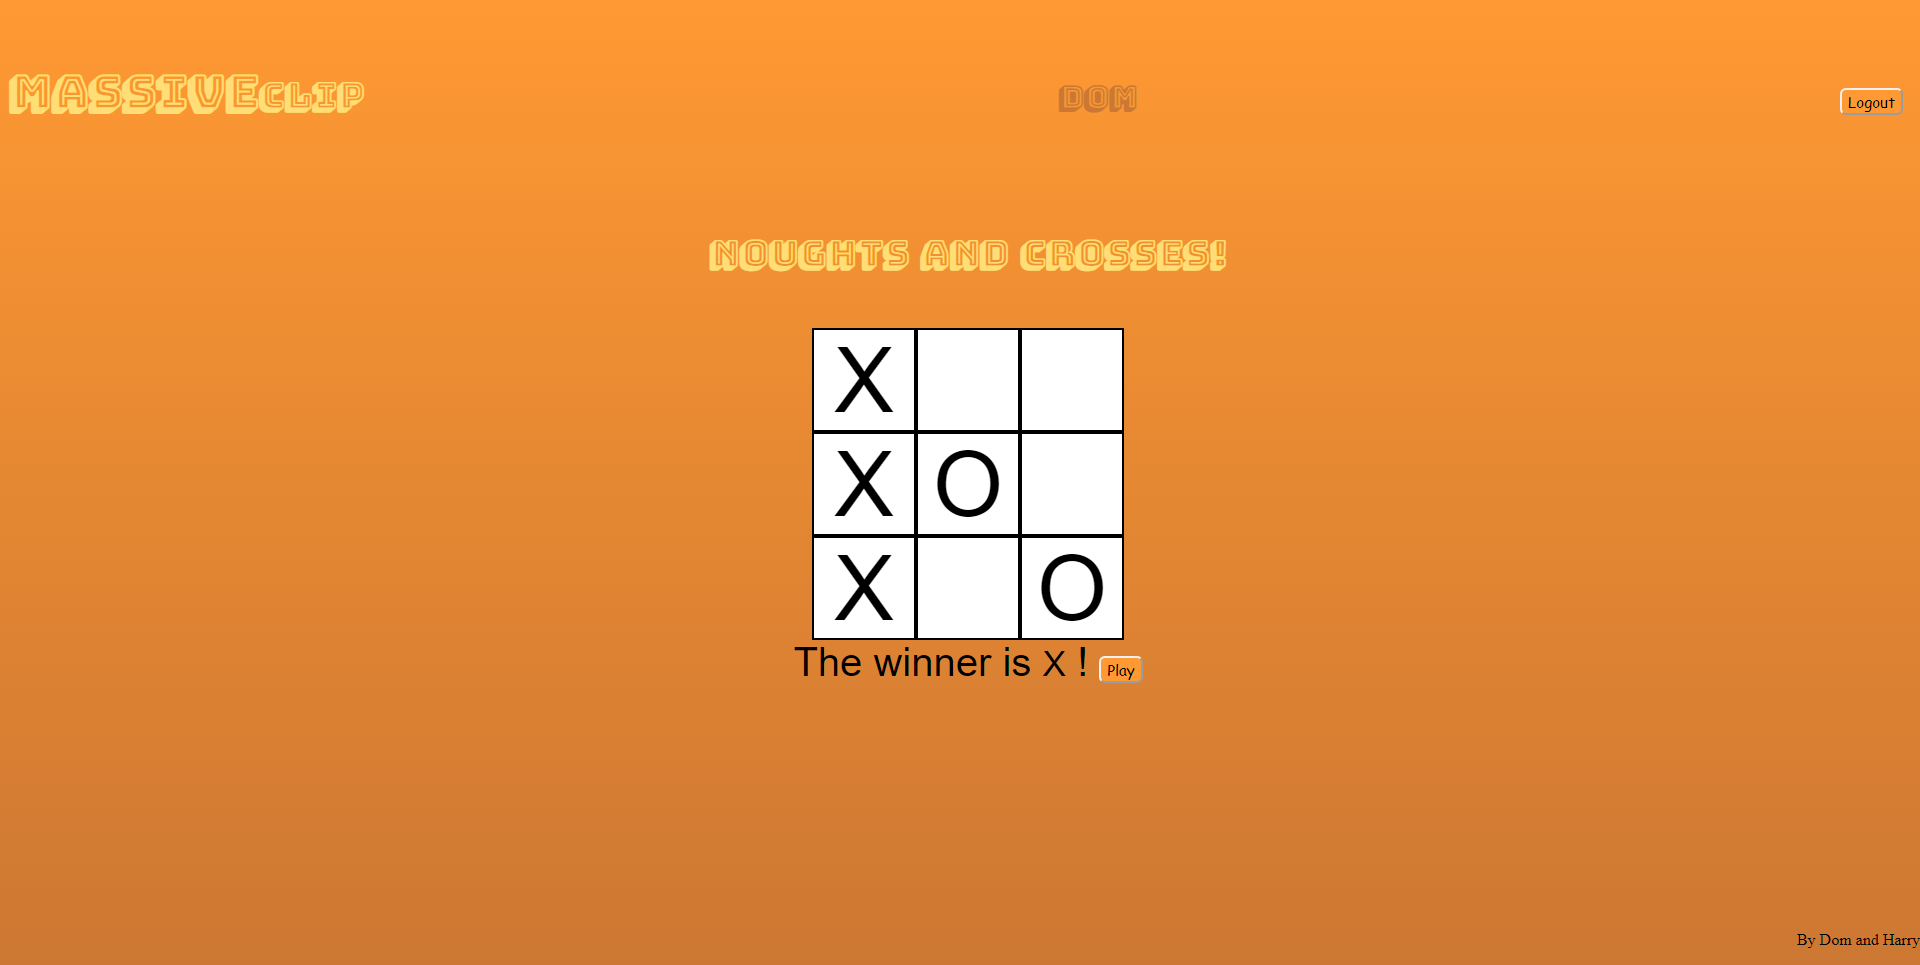 MASSIVECLIP
DOM
Logout
NOUGHTS AND CROSSES!
X
X O
X O
The winner is X ! Play
By Dom and Harry